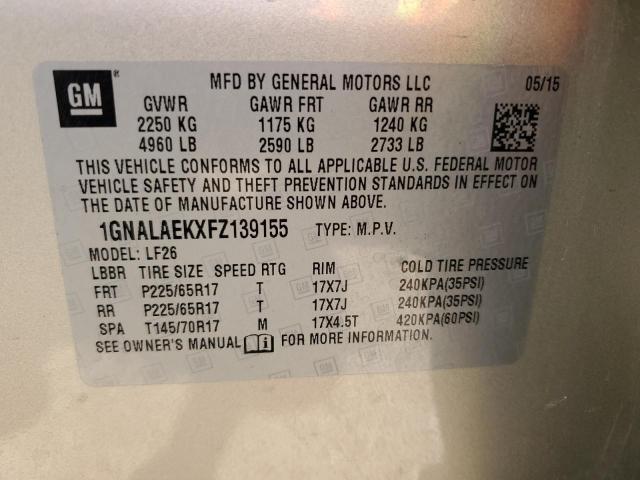 GM ® MFD BY GENERAL MOTORS LLC 05/15
GVWR GAWR FRT GAWR RR
2250 KG 1175 KG 1240 KG
4960 LB 2590 LB 2733 LB
THIS VEHICLE CONFORMS TO ALL APPLICABLE U.S. FEDERAL MOTOR
VEHICLE SAFETY AND THEFT PREVENTION STANDARDS IN EFFECT ON
THE DATE OF MANUFACTURE SHOWN ABOVE.
1GNALAEKXFZ139155 TYPE: M.P.V.
MODEL: LF26
LBBR TIRE SIZE SPEED RTG RIM COLD TIRE PRESSURE
FRT P225/65R17 T 17X7J 240KPA(35PSI)
RR P225/65R17 T 17X7J 240KPA(35PSI)
SPA T145/70R17 M 17X4.5T 420KPA(60PSI)
SEE OWNER'S MANUAL FOR MORE INFORMATION.